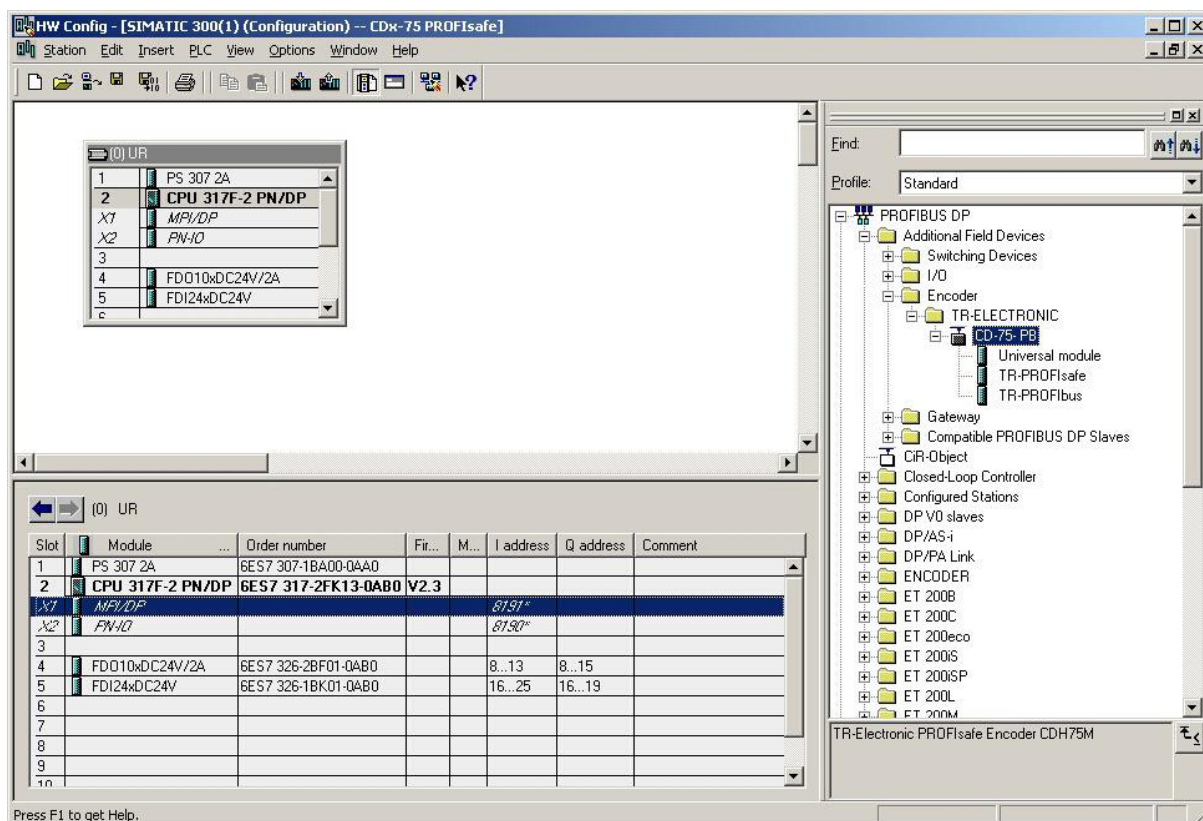 HW Config - [SIMATIC 300(1) (Configuration) -- CDx-75 PROFIsafe]
Station Edit Insert PLC View Options Window Help
(0) UR
1 PS 307 2A
2 CPU 317F-2 PN/DP
X1 MPI/DP
X2 PN-IO
3
4 FDO10xDC24V/2A
5 FDI24xDC24V
(0) UR
Slot Module ... Order number Fir... M... I address Q address Comment
1 PS 307 2A 6ES7 307-1BA00-0AA0
2 CPU 317F-2 PN/DP 6ES7 317-2FK13-0AB0 V2.3
X1 MPI/DP 8191*
X2 PN-IO 8190*
3
4 FDO10xDC24V/2A 6ES7 326-2BF01-0AB0 8...13 8...15
5 FDI24xDC24V 6ES7 326-1BK01-0AB0 16...25 16...19
6
7
8
9
10
Find:
Profile: Standard
PROFIBUS DP
Additional Field Devices
Switching Devices
I/O
Encoder
TR-ELECTRONIC
CD-75- PB
Universal module
TR-PROFIsafe
TR-PROFIbus
Gateway
Compatible PROFIBUS DP Slaves
CiR-Object
Closed-Loop Controller
Configured Stations
DP V0 slaves
DP/AS-i
DP/PA Link
ENCODER
ET 200B
ET 200C
ET 200eco
ET 200iS
ET 200iSP
ET 200L
ET 200M
TR-Electronic PROFIsafe Encoder CDH75M
Press F1 to get Help.